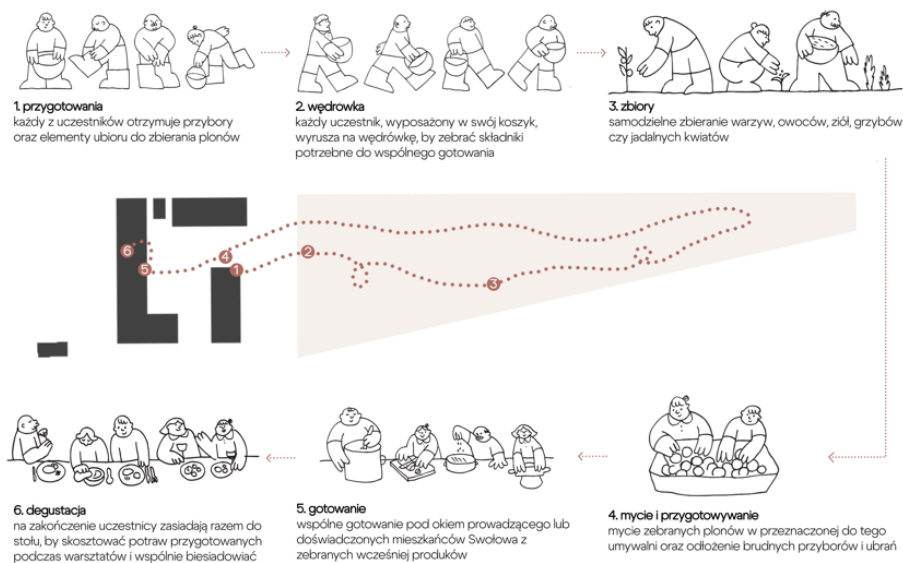 1. przygotowania
każdy z uczestników otrzymuje przybory
oraz elementy ubioru do zbierania plonów
2. wędrówka
każdy uczestnik, wyposażony w swój koszyk,
wyrusza na wędrówkę, by zebrać składniki
potrzebne do wspólnego gotowania
3. zbiory
samodzielne zbieranie warzyw, owoców, ziół, grzybów
czy jadalnych kwiatów
6
5
4
1
2
3
6. degustacja
na zakończenie uczestnicy zasiadają razem do
stołu, by skosztować potraw przygotowanych
podczas warsztatów i wspólnie biesiadować
5. gotowanie
wspólne gotowanie pod okiem prowadzącego lub
doświadczonych mieszkańców Swołowa z
zebranych wcześniej produków
4. mycie i przygotowywanie
mycie zebranych plonów w przeznaczonej do tego
umywalni oraz odłożenie brudnych przyborów i ubrań